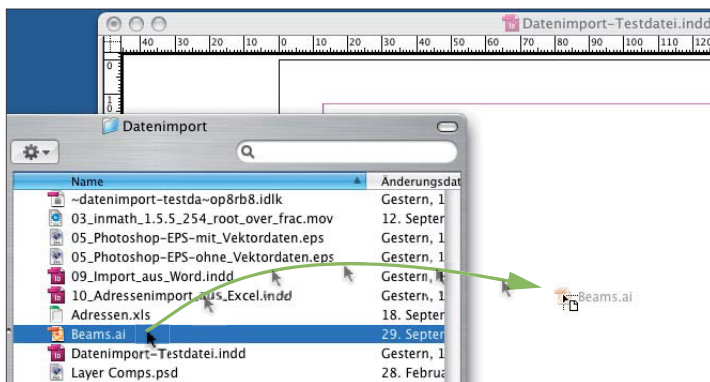 Datenimport-Testdatei.indd
40 30 20 10 0 10 20 30 40 50 60 70 80 90 100 110 120
0
10
Datenimport
Name Änderungsdat
~datenimport-testda~op8rb8.idlk Gestern, 1
03_inmath_1.5.5_254_root_over_frac.mov 12. Septer
05_Photoshop-EPS-mit_Vektordaten.eps Gestern, 1
05_Photoshop-EPS-ohne_Vektordaten.eps Gestern, 1
09_Import_aus_Word.indd Gestern, 1
10_Adressenimport_aus_Excel.indd Gestern, 1
Adressen.xls 18. Septer
Beams.ai 29. Septer
Datenimport-Testdatei.indd Gestern, 1
Layer Comps.psd 28. Februa
Beams.ai